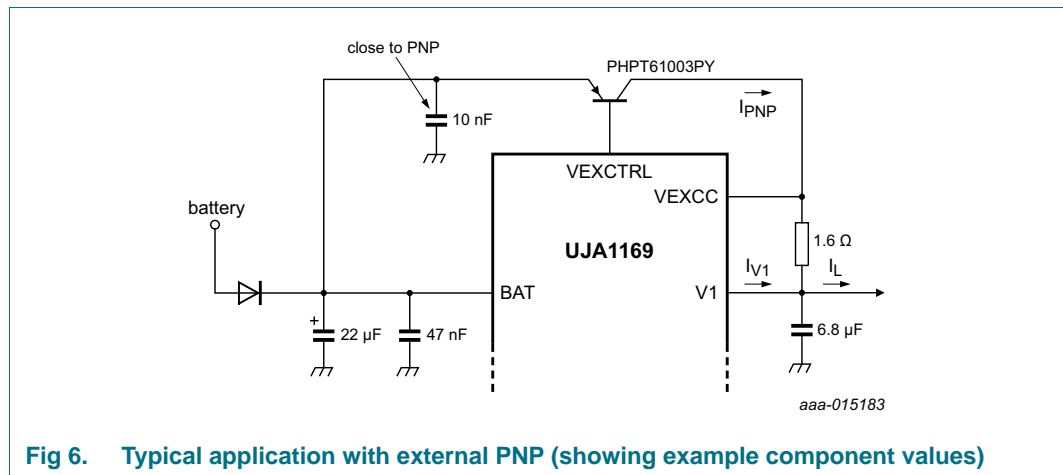 close to PNP
PHPT61003PY
10 nF
IPNP
VEXCTRL
VEXCC
battery
1.6 Ω
UJA1169
IV1
IL
BAT
V1
+
22 μF
47 nF
6.8 μF
aaa-015183
Fig 6. Typical application with external PNP (showing example component values)